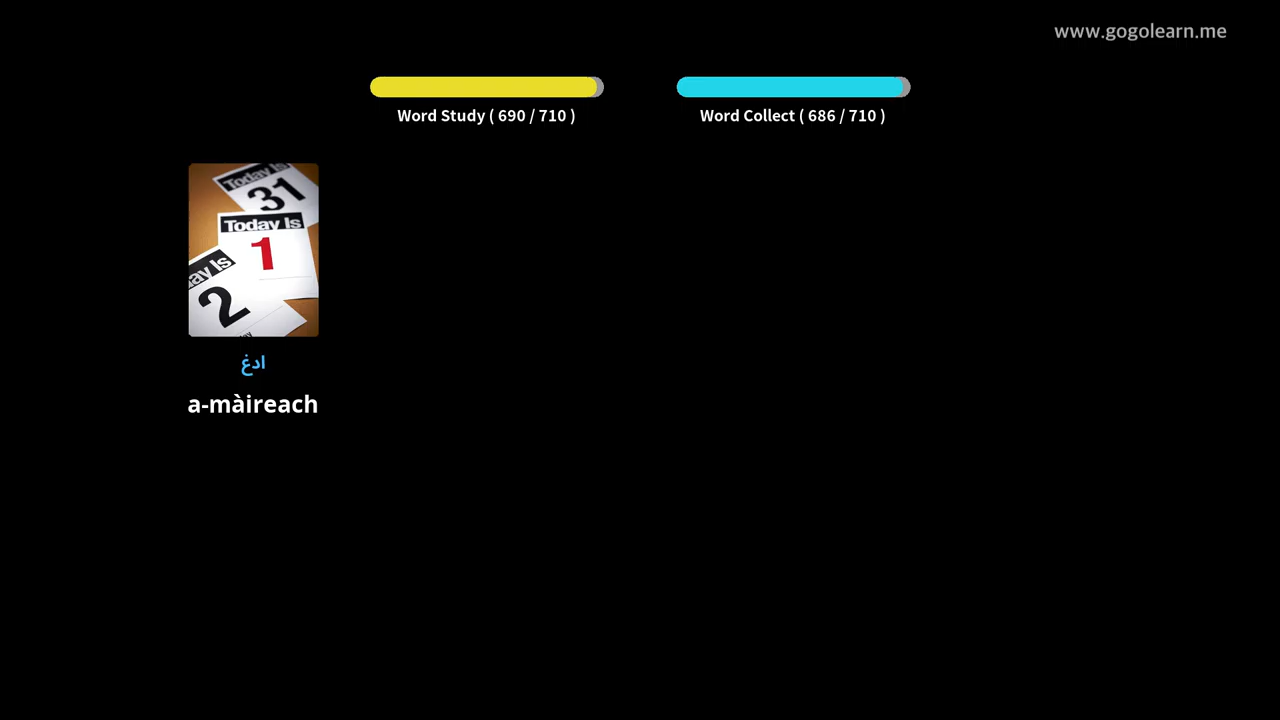 www.gogolearn.me
Word Study ( 690 / 710 )
Word Collect ( 686 / 710 )
Today Is
31
Today Is
1
ay Is
2
ادغ
a-màireach